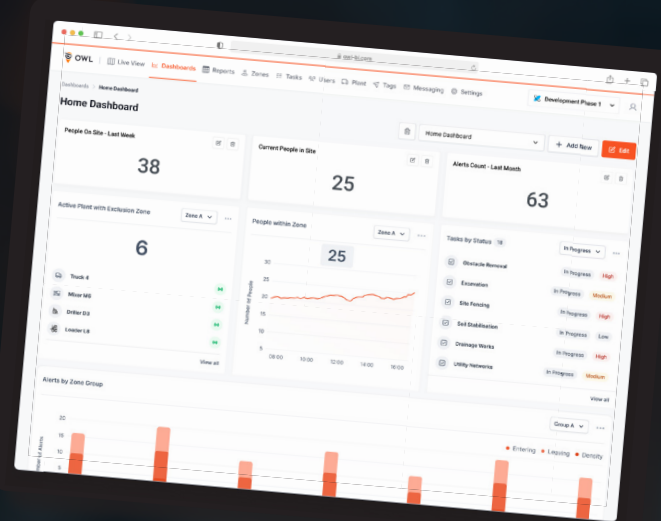 OWL
Live View
Dashboards
Reports
Zones
Tasks
Users
Plant
Tags
Messaging
Settings
Dashboards > Home Dashboard
Development Phase 1
Home Dashboard
Home Dashboard
+ Add New
Edit
People On Site - Last Week
38
Current People in Site
25
Alerts Count - Last Month
63
Active Plant with Exclusion Zone
Zone A
6
Truck 4
Mixer M6
Driller D3
Loader L8
View all
People within Zone
Zone A
25
Number of People
30
25
20
15
10
5
08:00
10:00
12:00
14:00
16:00
Tasks by Status
In Progress
Obstacle Removal
In Progress
High
Excavation
In Progress
Medium
Site Fencing
In Progress
High
Soil Stabilisation
In Progress
Low
Drainage Works
In Progress
High
Utility Networks
In Progress
Medium
View all
Alerts by Zone Group
Group A
Entering
Leaving
Density
20
15
10
5